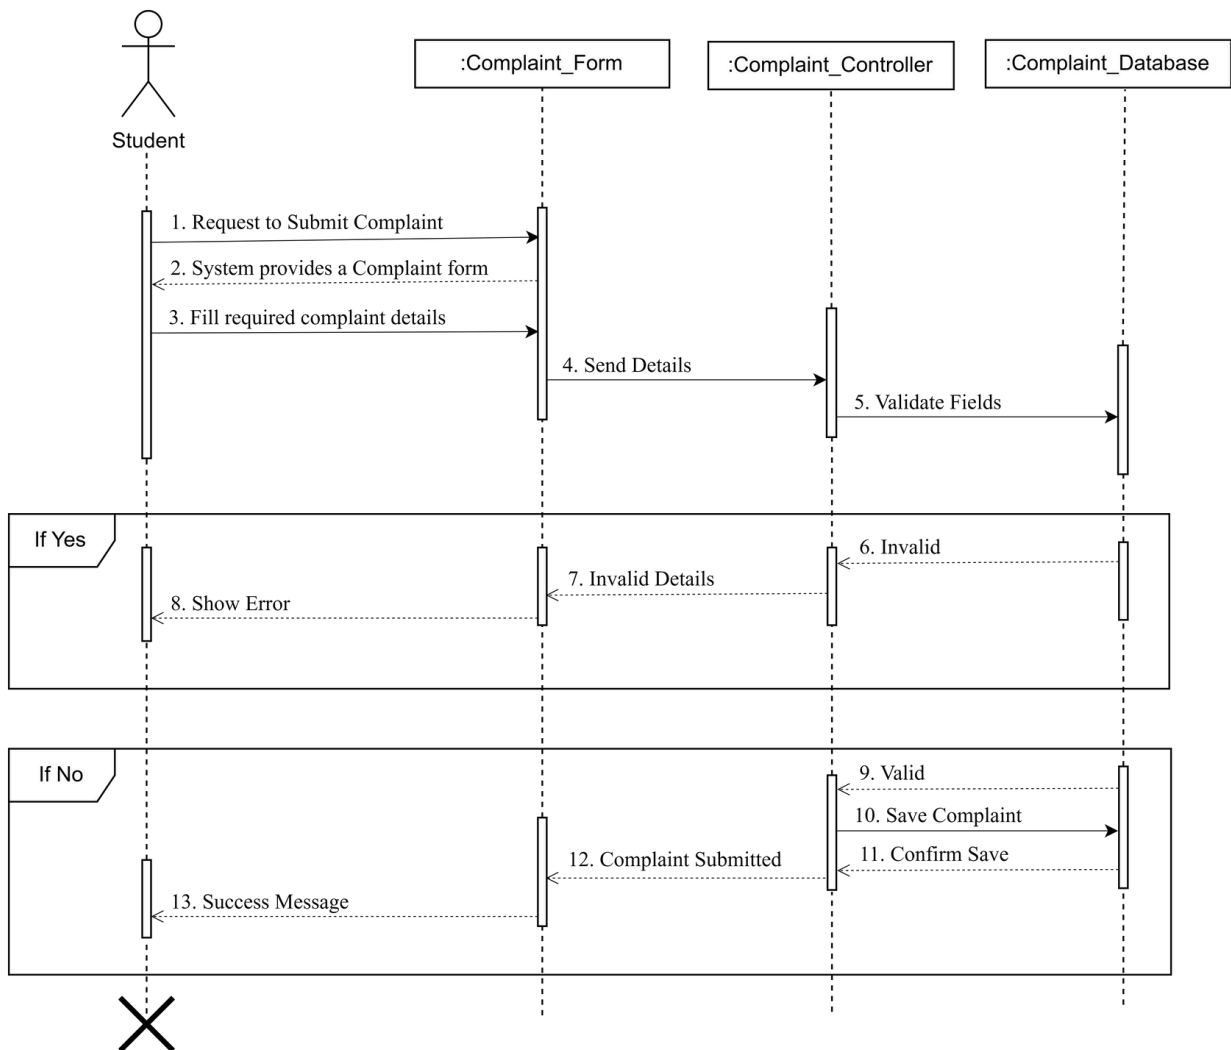 Student
:Complaint_Form
:Complaint_Controller
:Complaint_Database
1. Request to Submit Complaint
2. System provides a Complaint form
3. Fill required complaint details
4. Send Details
5. Validate Fields
If Yes
6. Invalid
7. Invalid Details
8. Show Error
If No
9. Valid
10. Save Complaint
11. Confirm Save
12. Complaint Submitted
13. Success Message